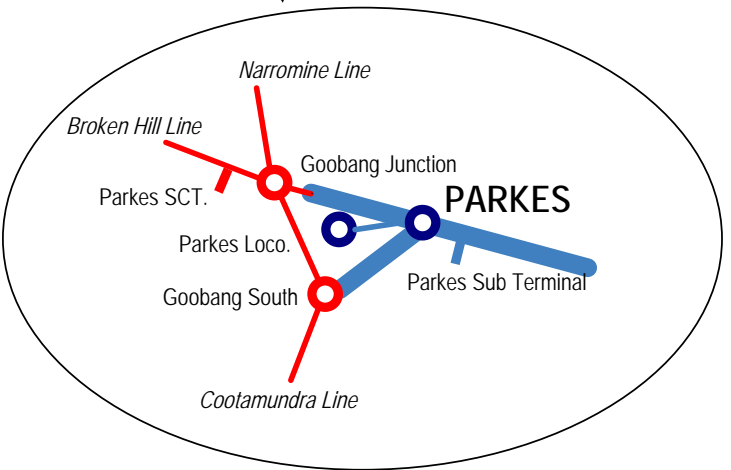 Narromine Line
Broken Hill Line
Goobang Junction
Parkes SCT.
PARKES
Parkes Loco.
Parkes Sub Terminal
Goobang South
Cootamundra Line